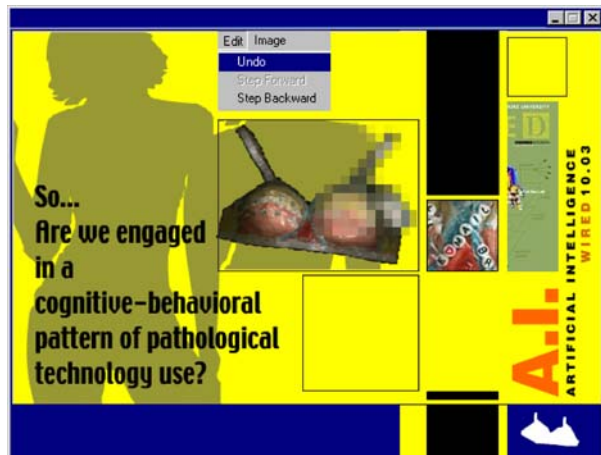 Edit Image
Undo
Step Forward
Step Backward
So...
Are we engaged
in a
cognitive-behavioral
pattern of pathological
technology use?
A.I.
ARTIFICIAL INTELLIGENCE
WIRED 10.03